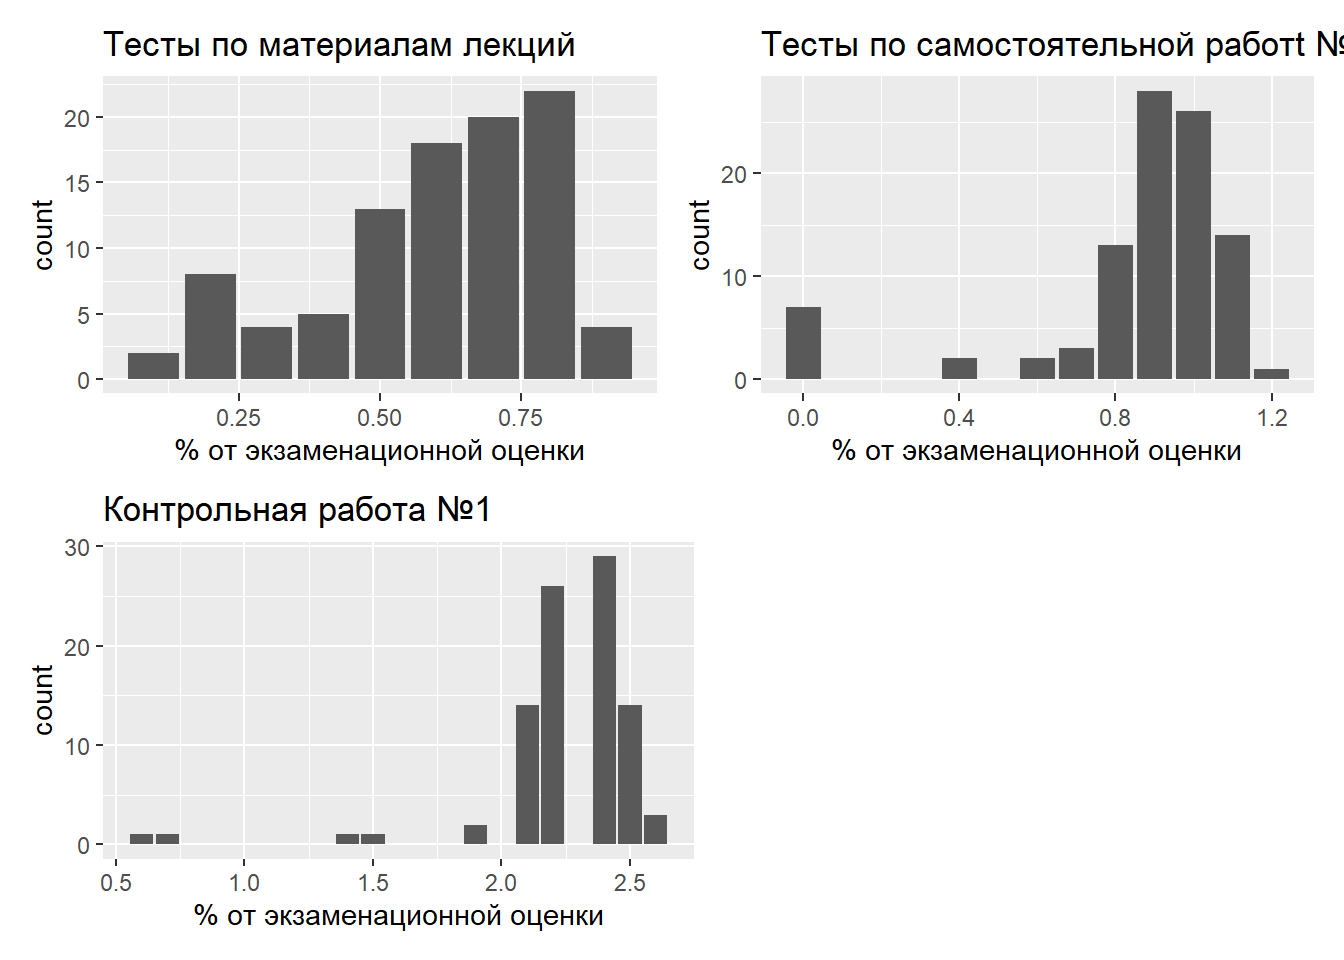 Тесты по материалам лекций
20
15
10
5
0
count
0.25 0.50 0.75
% от экзаменационной оценки
Тесты по самостоятельной работt №
20
10
0
count
0.0 0.4 0.8 1.2
% от экзаменационной оценки
Контрольная работа №1
30
20
10
0
count
0.5 1.0 1.5 2.0 2.5
% от экзаменационной оценки